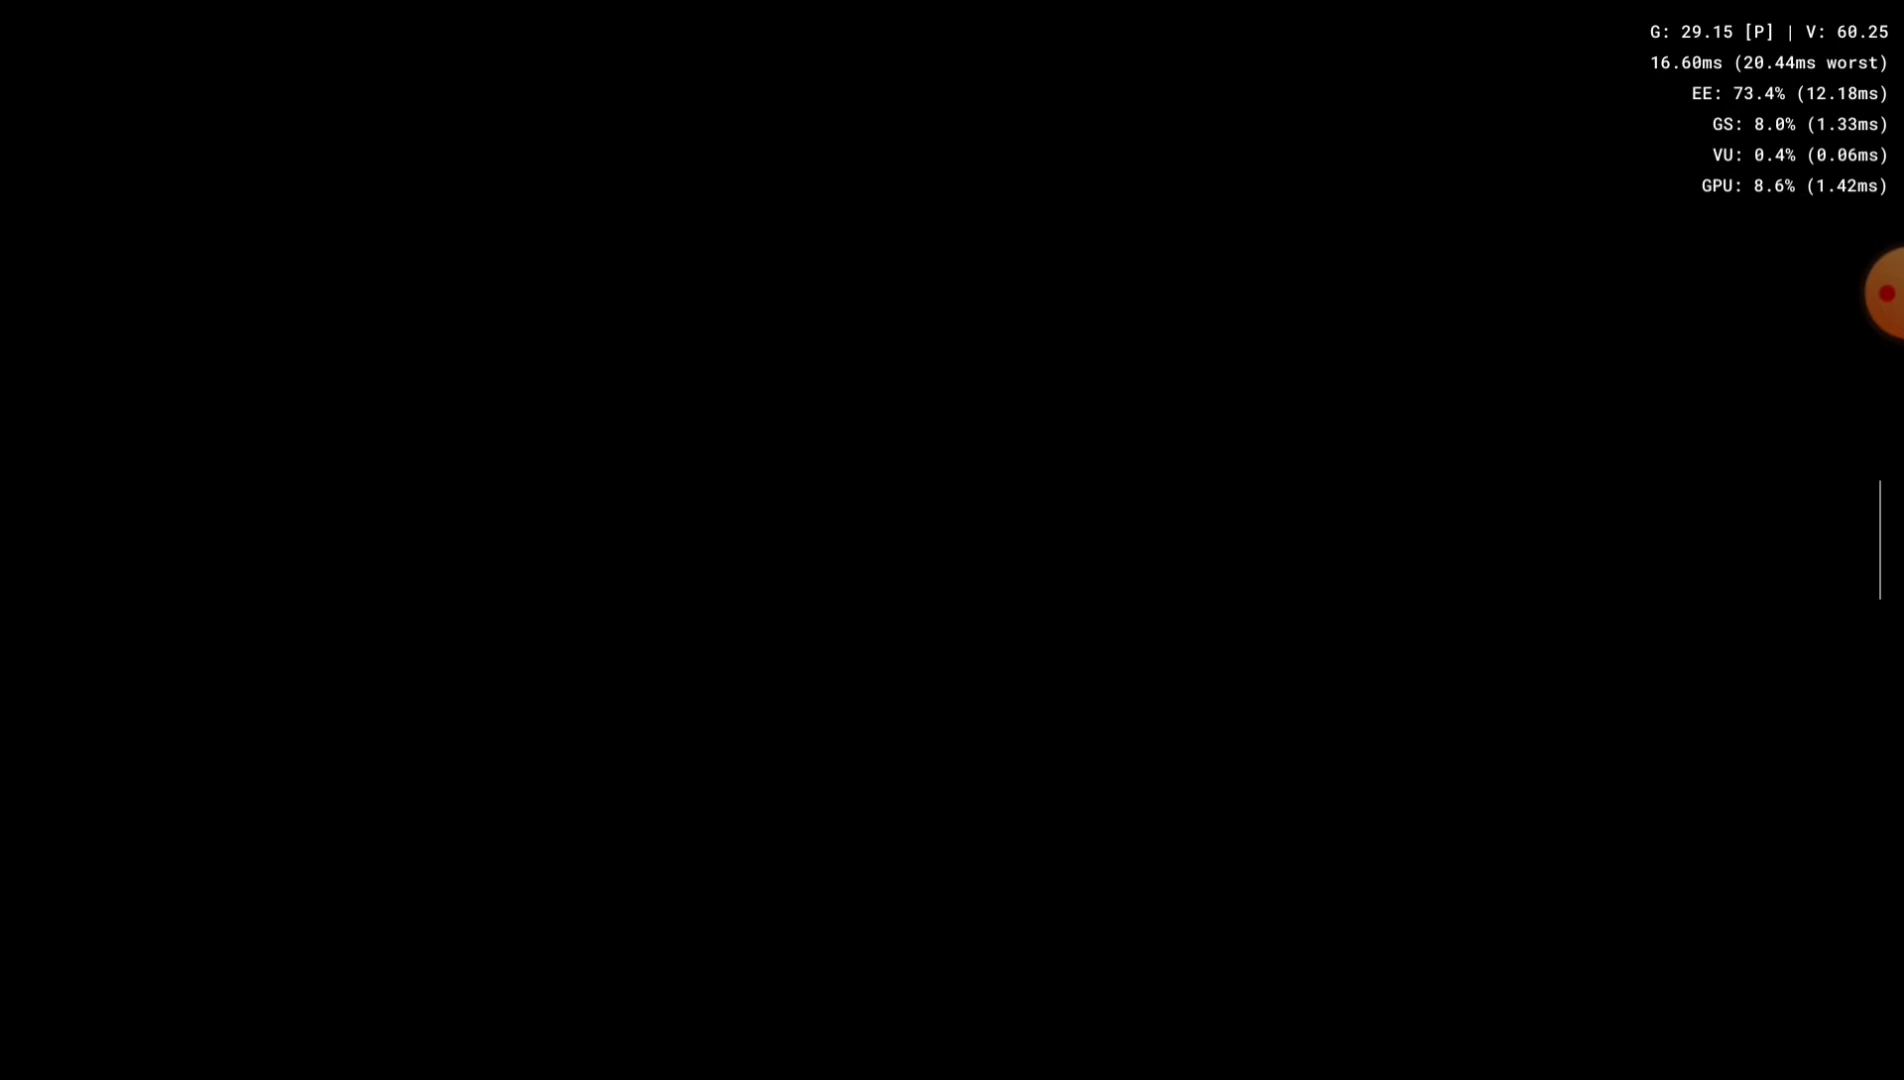 G: 29.15 [P] | V: 60.25
16.60ms (20.44ms worst)
EE: 73.4% (12.18ms)
GS: 8.0% (1.33ms)
VU: 0.4% (0.06ms)
GPU: 8.6% (1.42ms)